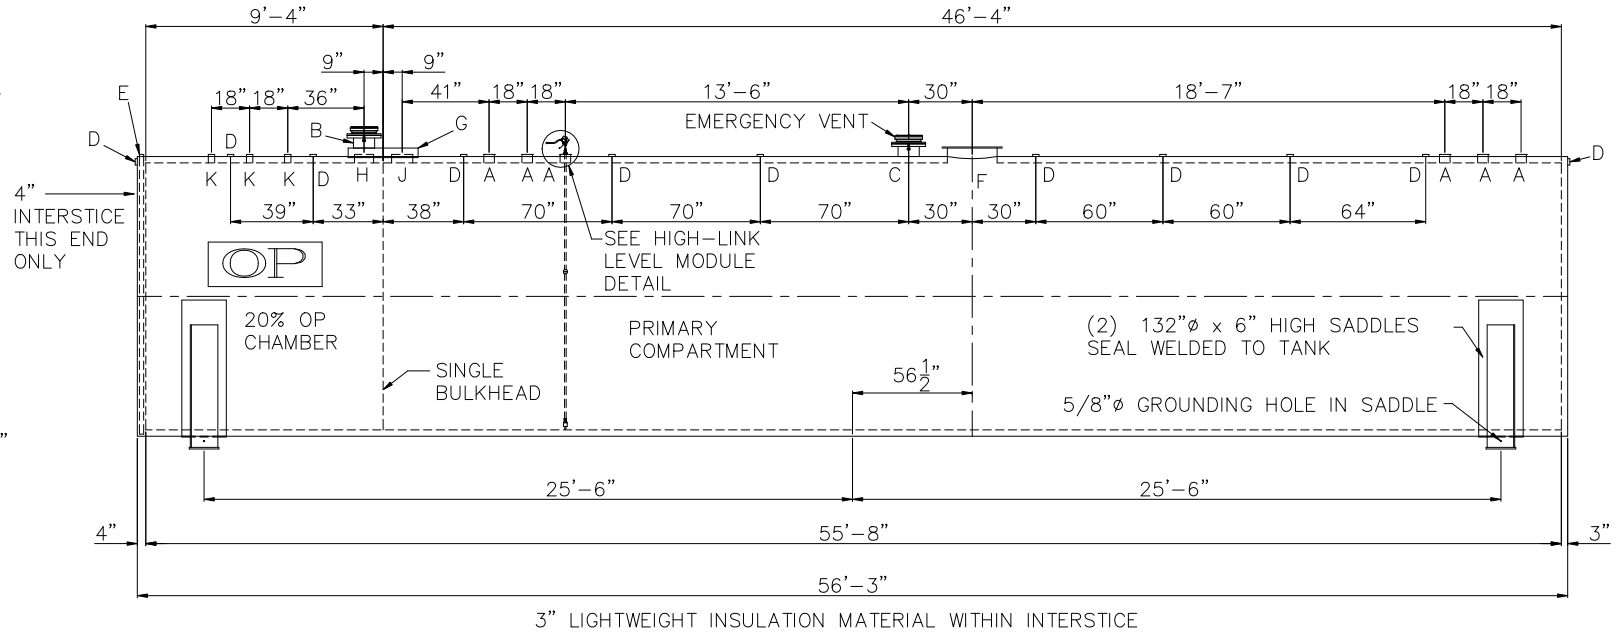 9'-4"
46'-4"
9"
9"
18"
18"
36"
41"
18"
18"
13'-6"
30"
18'-7"
18"
18"
E
D
D
B
G
EMERGENCY VENT
D
K
K
K
D
H
J
D
A
A
A
D
D
C
F
D
D
D
D
A
A
A
4"
INTERSTICE
THIS END
ONLY
39"
33"
38"
70"
70"
70"
30"
30"
60"
60"
64"
SEE HIGH-LINK
LEVEL MODULE
DETAIL
OP
20% OP
CHAMBER
PRIMARY
COMPARTMENT
(2) 132"ø x 6" HIGH SADDLES
SEAL WELDED TO TANK
SINGLE
BULKHEAD
56 1/2"
5/8"ø GROUNDING HOLE IN SADDLE
"
25'-6"
25'-6"
4"
55'-8"
3"
56'-3"
3" LIGHTWEIGHT INSULATION MATERIAL WITHIN INTERSTICE